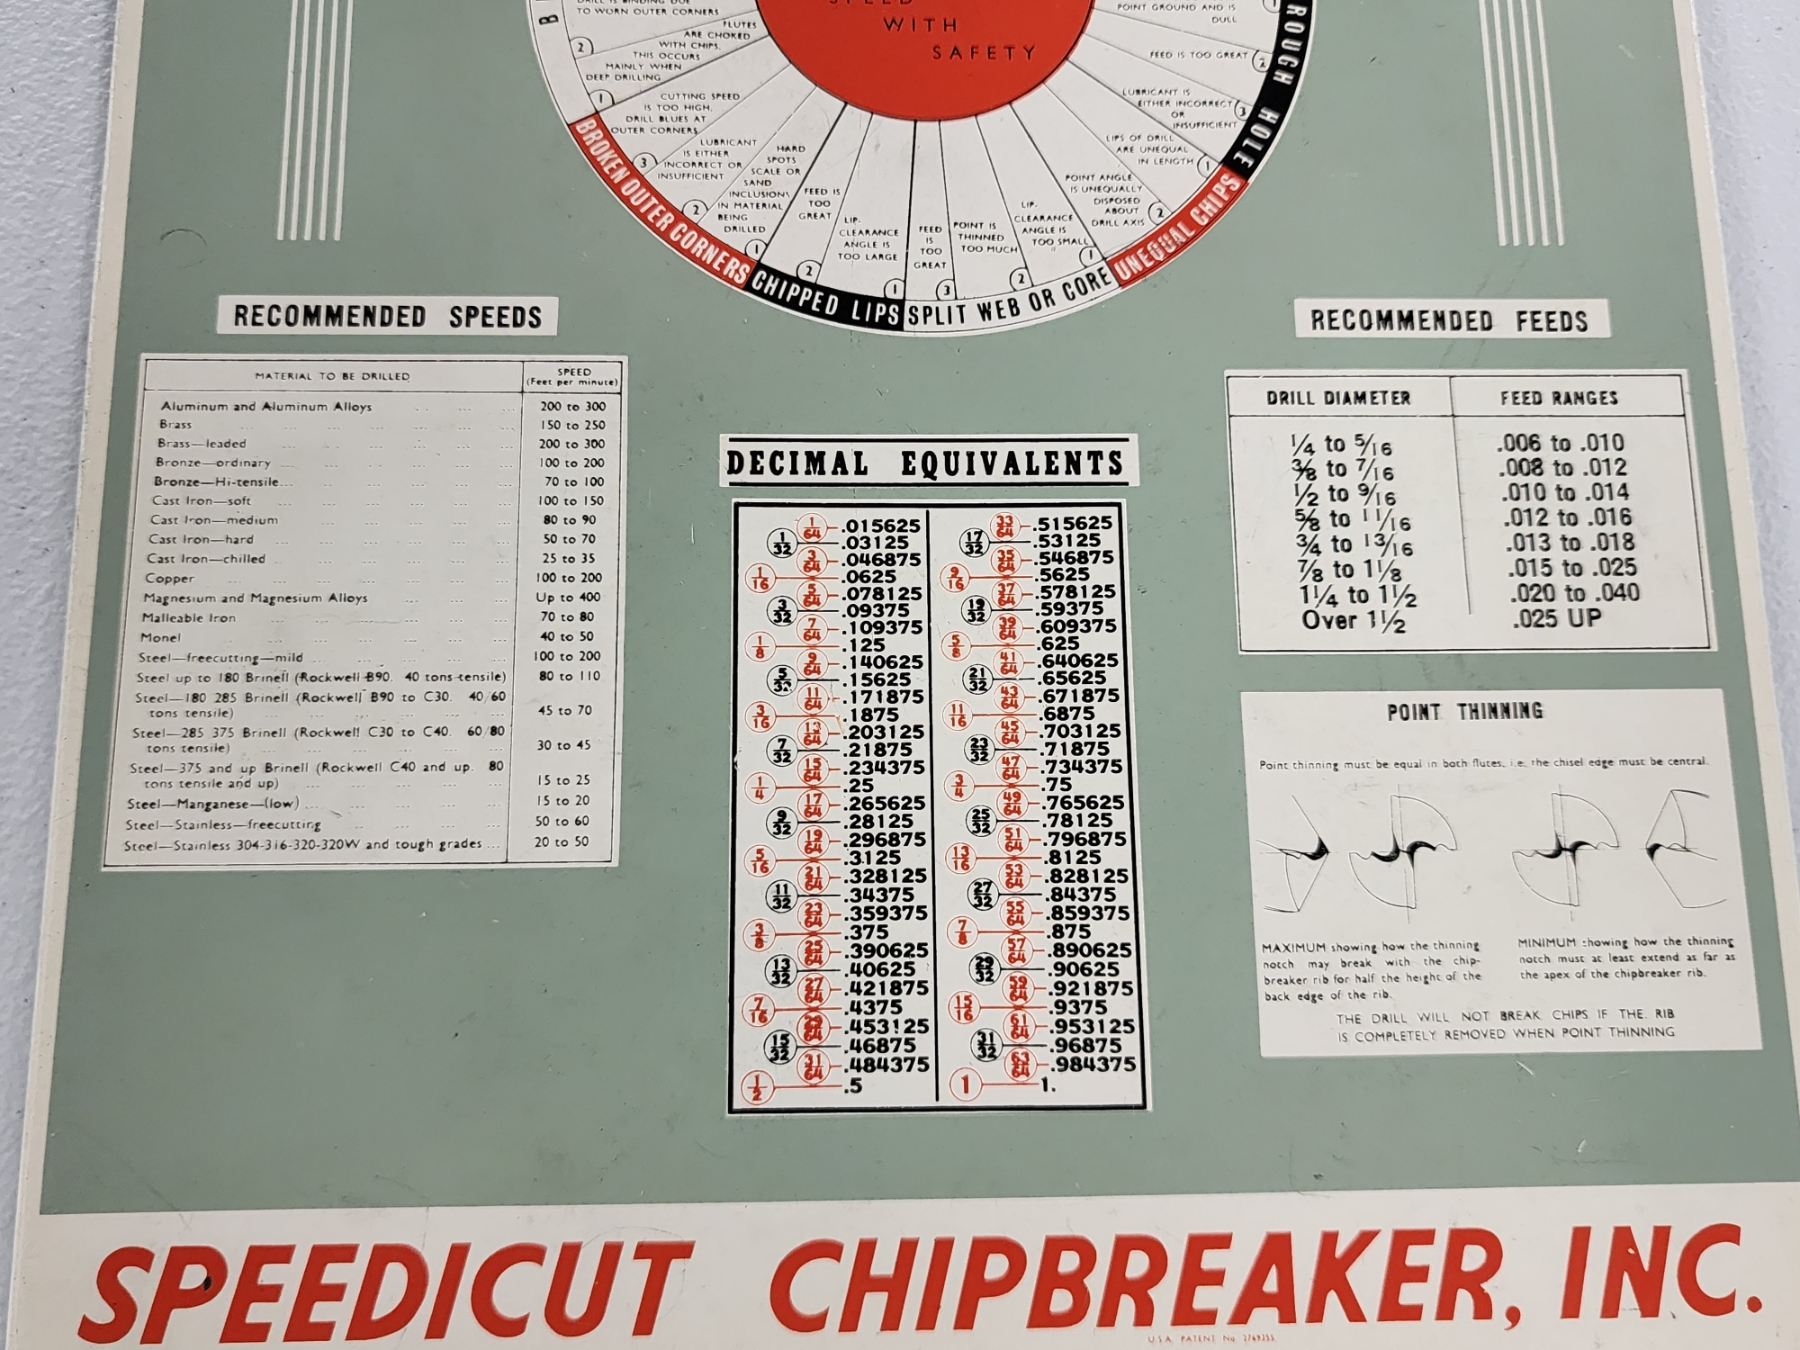 SPEED
WITH
SAFETY
TO WORN OUTER CORNERS
2
FLUTES
ARE CHOKED
WITH CHIPS.
THIS OCCURS
MAINLY WHEN
DEEP DRILLING
1
CUTTING SPEED
IS TOO HIGH.
DRILL BLUES AT
OUTER CORNERS
3
LUBRICANT
IS EITHER
INCORRECT OR
INSUFFICIENT
2
HARD
SPOTS
SCALE OR
SAND
INCLUSIONS
IN MATERIAL
BEING
DRILLED
1
BROKEN OUTER CORNERS
FEED IS
TOO
GREAT
2
LIP-
CLEARANCE
ANGLE IS
TOO LARGE
1
CHIPPED LIPS
FEED
IS
TOO
GREAT
3
POINT IS
THINNED
TOO MUCH
2
LIP-
CLEARANCE
ANGLE IS
TOO SMALL
1
SPLIT WEB OR CORE
POINT ANGLE
IS UNEQUALLY
DISPOSED
ABOUT
DRILL AXIS
2
LIPS OF DRILL
ARE UNEQUAL
IN LENGTH
1
UNEQUAL CHIPS
LUBRICANT IS
EITHER INCORRECT
OR
INSUFFICIENT
3
FEED IS TOO GREAT
2
POINT GROUND AND IS
DULL
ROUGH HOLE
RECOMMENDED SPEEDS
MATERIAL TO BE DRILLED SPEED
(Feet per minute)
Aluminum and Aluminum Alloys ... ... ... 200 to 300
Brass ... ... ... ... ... 150 to 250
Brass—leaded ... ... ... ... 200 to 300
Bronze—ordinary ... ... ... ... 100 to 200
Bronze—Hi-tensile... ... ... ... 70 to 100
Cast Iron—soft ... ... ... ... 100 to 150
Cast Iron—medium ... ... ... ... 80 to 90
Cast Iron—hard ... ... ... ... 50 to 70
Cast Iron—chilled ... ... ... ... 25 to 35
Copper ... ... ... ... ... 100 to 200
Magnesium and Magnesium Alloys ... ... ... Up to 400
Malleable Iron ... ... ... ... 70 to 80
Monel ... ... ... ... ... 40 to 50
Steel—freecutting—mild ... ... ... ... 100 to 200
Steel up to 180 Brinell (Rockwell B90. 40 tons tensile) 80 to 110
Steel—180 285 Brinell (Rockwell B90 to C30. 40/60
tons tensile) ... ... ... ... 45 to 70
Steel—285 375 Brinell (Rockwell C30 to C40. 60/80
tons tensile) ... ... ... ... 30 to 45
Steel—375 and up Brinell (Rockwell C40 and up. 80
tons tensile and up) ... ... ... 15 to 25
Steel—Manganese—(low) ... ... ... ... 15 to 20
Steel—Stainless—freecutting ... ... ... 50 to 60
Steel—Stainless 304-316-320-320W and tough grades ... 20 to 50
DECIMAL EQUIVALENTS
1/64 .015625
1/32 .03125
3/64 .046875
1/16 .0625
5/64 .078125
3/32 .09375
7/64 .109375
1/8 .125
9/64 .140625
5/32 .15625
11/64 .171875
3/16 .1875
13/64 .203125
7/32 .21875
15/64 .234375
1/4 .25
17/64 .265625
9/32 .28125
19/64 .296875
5/16 .3125
21/64 .328125
11/32 .34375
23/64 .359375
3/8 .375
25/64 .390625
13/32 .40625
27/64 .421875
7/16 .4375
29/64 .453125
15/32 .46875
31/64 .484375
1/2 .5
33/64 .515625
17/32 .53125
35/64 .546875
9/16 .5625
37/64 .578125
19/32 .59375
39/64 .609375
5/8 .625
41/64 .640625
21/32 .65625
43/64 .671875
11/16 .6875
45/64 .703125
23/32 .71875
47/64 .734375
3/4 .75
49/64 .765625
25/32 .78125
51/64 .796875
13/16 .8125
53/64 .828125
27/32 .84375
55/64 .859375
7/8 .875
57/64 .890625
29/32 .90625
59/64 .921875
15/16 .9375
61/64 .953125
31/32 .96875
63/64 .984375
1 1.
RECOMMENDED FEEDS
DRILL DIAMETER FEED RANGES
1/4 to 5/16 .006 to .010
3/8 to 7/16 .008 to .012
1/2 to 9/16 .010 to .014
5/8 to 11/16 .012 to .016
3/4 to 13/16 .013 to .018
7/8 to 1 1/8 .015 to .025
1 1/4 to 1 1/2 .020 to .040
Over 1 1/2 .025 UP
POINT THINNING
Point thinning must be equal in both flutes, i.e. the chisel edge must be central.
MAXIMUM showing how the thinning
notch may break with the chip-
breaker rib for half the height of the
back edge of the rib.
MINIMUM showing how the thinning
notch must at least extend as far as
the apex of the chipbreaker rib.
THE DRILL WILL NOT BREAK CHIPS IF THE RIB
IS COMPLETELY REMOVED WHEN POINT THINNING
SPEEDICUT CHIPBREAKER, INC.
U.S.A. PATENT No.